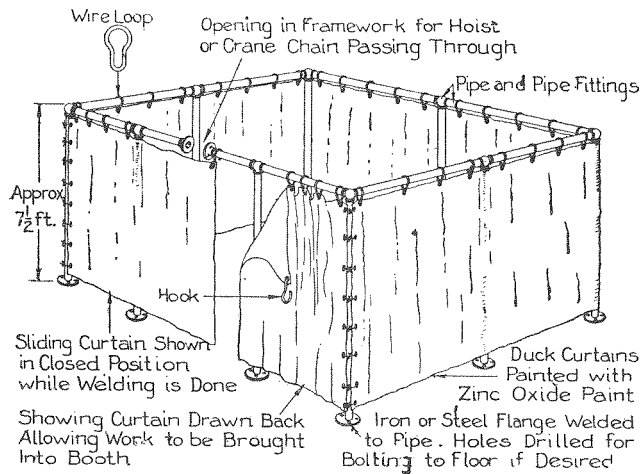 Wire Loop
Opening in Framework for Hoist
or Crane Chain Passing Through
Pipe and Pipe Fittings
Approx
7½ ft.
Hook
Sliding Curtain Shown
in Closed Position
while Welding is Done
Duck Curtains
Painted with
Zinc Oxide Paint
Showing Curtain Drawn Back
Allowing Work to be Brought
Into Booth
Iron or Steel Flange Welded
to Pipe. Holes Drilled for
Bolting to Floor if Desired